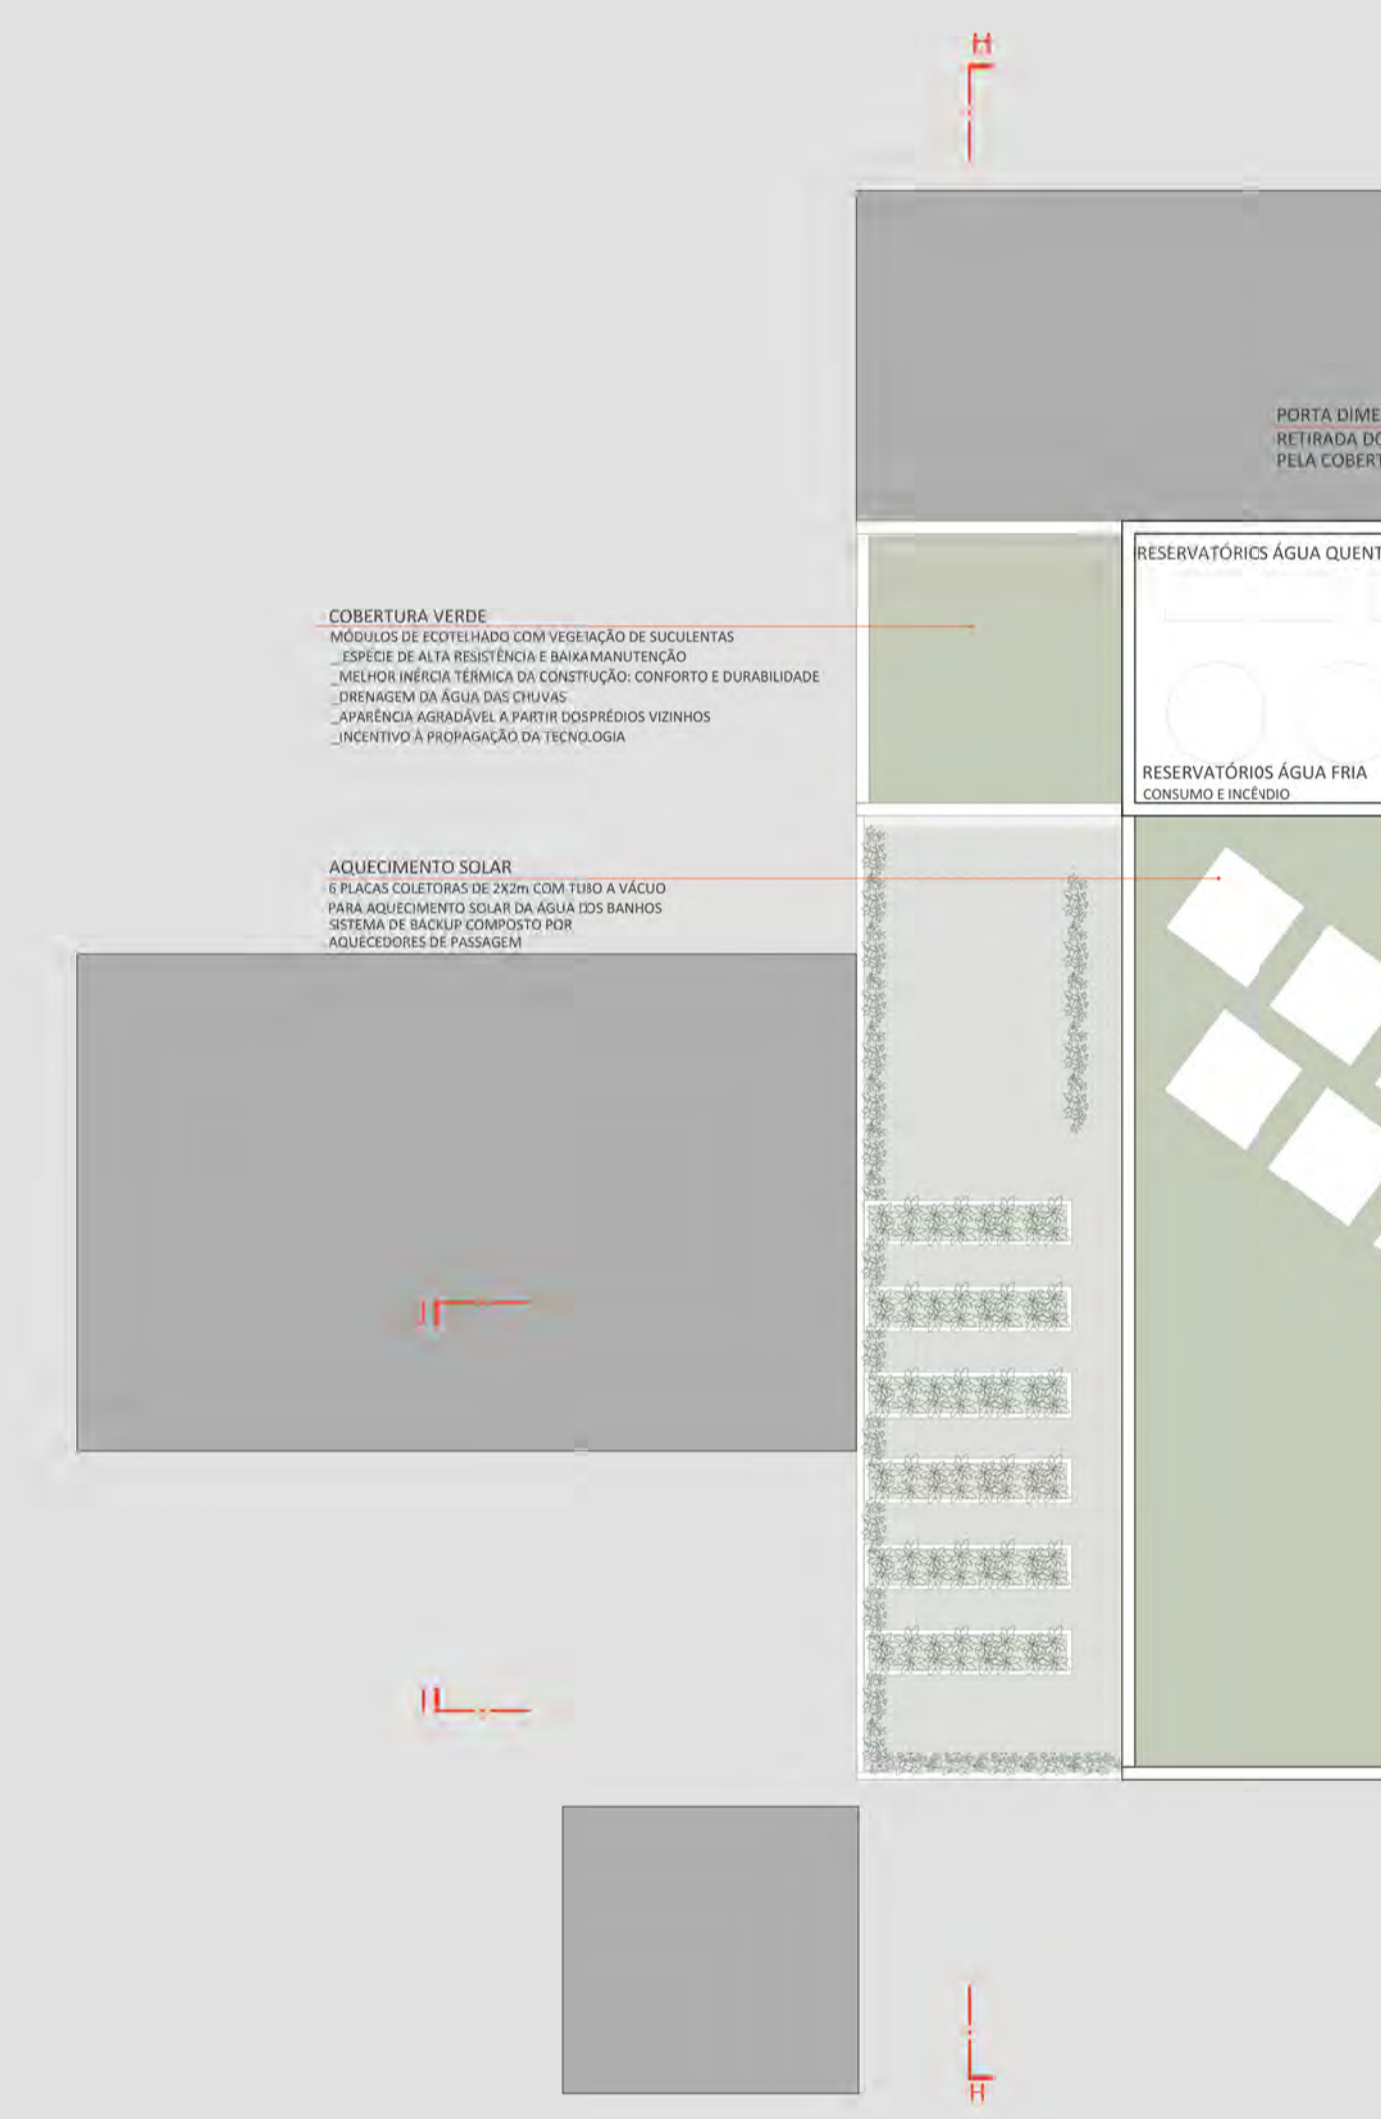 H
PORTA DIME
RETIRADA DO
PELA COBERT
RESERVATÓRIOS ÁGUA QUENT
COBERTURA VERDE
MÓDULOS DE ECOTELHADO COM VEGETAÇÃO DE SUCULENTAS
_ESPÉCIE DE ALTA RESISTÊNCIA E BAIXA MANUTENÇÃO
_MELHOR INÉRCIA TÉRMICA DA CONSTRUÇÃO: CONFORTO E DURABILIDADE
_DRENAGEM DA ÁGUA DAS CHUVAS
_APARÊNCIA AGRADÁVEL A PARTIR DOS PRÉDIOS VIZINHOS
_INCENTIVO À PROPAGAÇÃO DA TECNOLOGIA
RESERVATÓRIOS ÁGUA FRIA
CONSUMO E INCÊNDIO
AQUECIMENTO SOLAR
6 PLACAS COLETORAS DE 2X2m COM TUBO A VÁCUO
PARA AQUECIMENTO SOLAR DA ÁGUA DOS BANHOS
SISTEMA DE BACKUP COMPOSTO POR
AQUECEDORES DE PASSAGEM
J
I
H